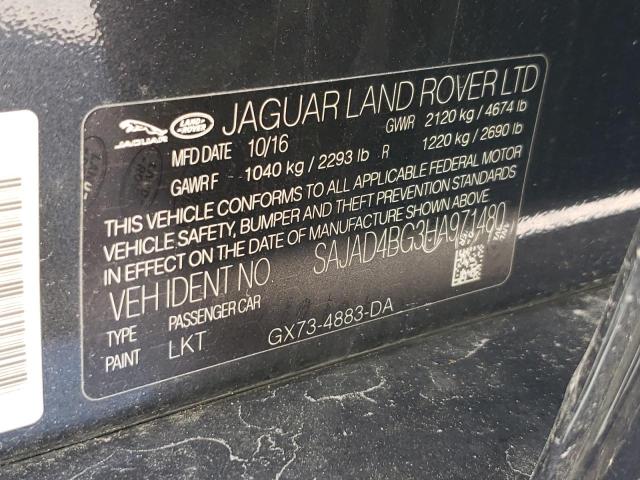 JAGUAR
LAND ROVER
JAGUAR LAND ROVER LTD
MFD DATE 10/16 GWR 2120 kg / 4674 lb
GAWR F 1040 kg / 2293 lb R 1220 kg / 2690 lb
THIS VEHICLE CONFORMS TO ALL APPLICABLE FEDERAL MOTOR
VEHICLE SAFETY, BUMPER AND THEFT PREVENTION STANDARDS
IN EFFECT ON THE DATE OF MANUFACTURE SHOWN ABOVE.
VEH IDENT NO SAJAD4BG3HA971480
TYPE PASSENGER CAR
PAINT LKT GX73-4883-DA